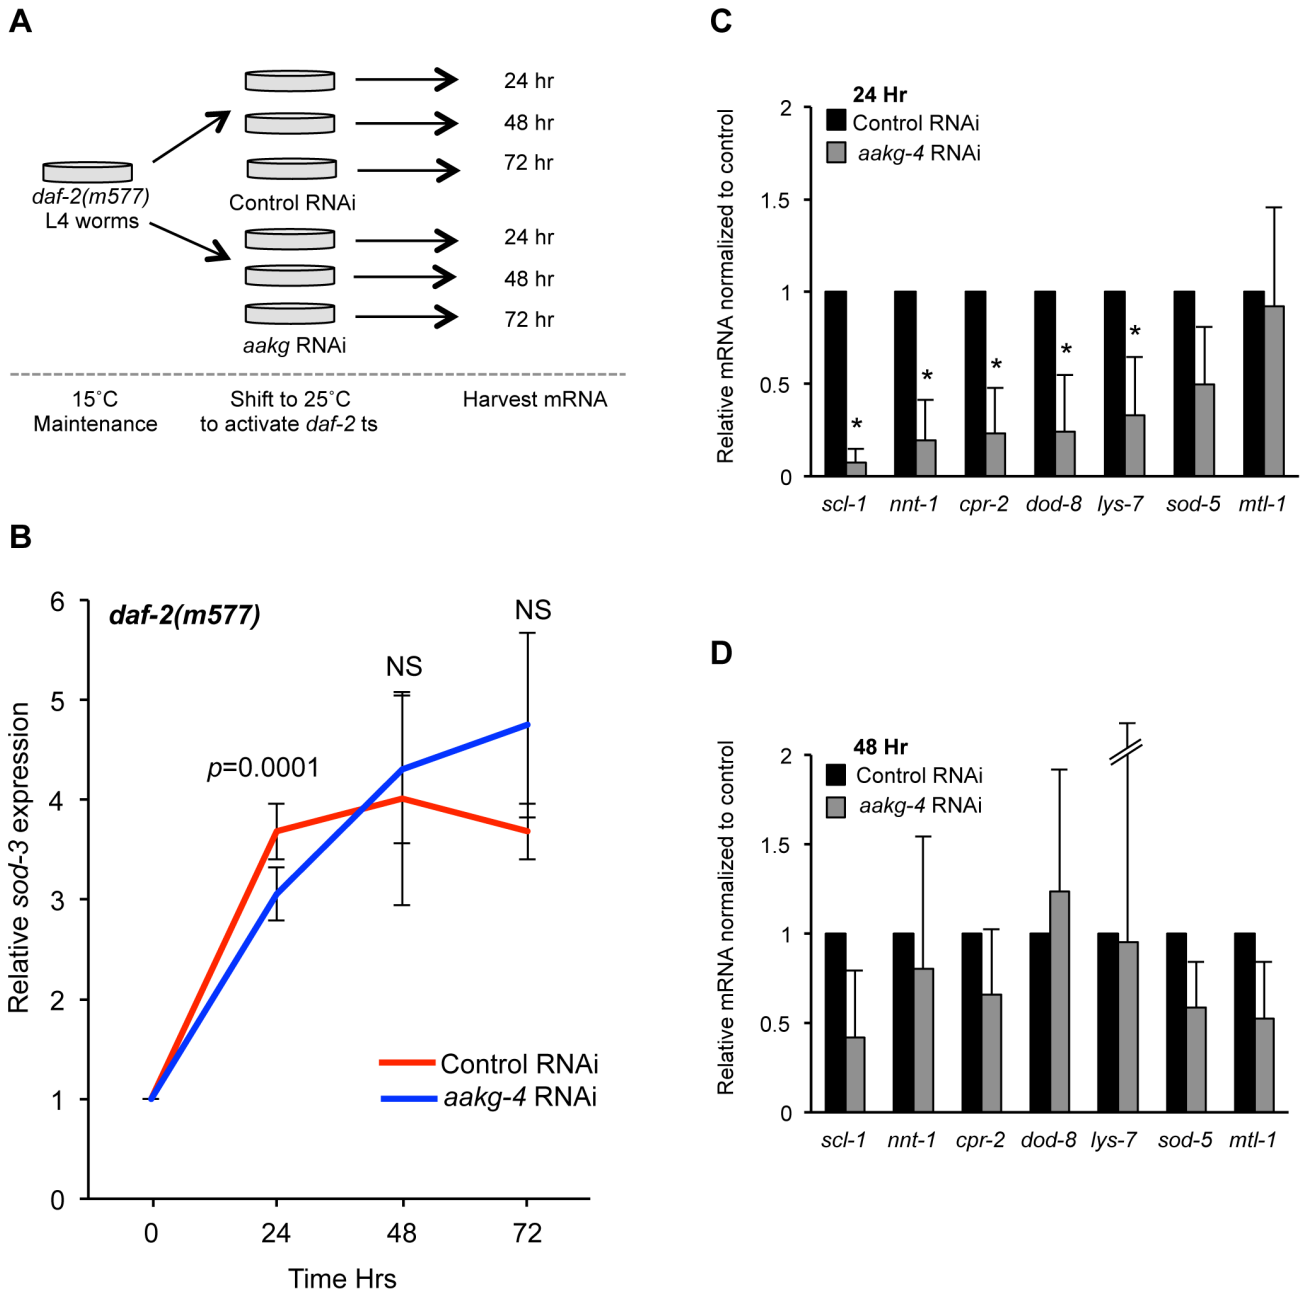 A
24 hr
48 hr
72 hr
daf-2(m577)
L4 worms
Control RNAi
24 hr
48 hr
72 hr
aakg RNAi
15˚C
Maintenance
Shift to 25˚C
to activate daf-2 ts
Harvest mRNA
B
daf-2(m577)
Relative sod-3 expression
6
5
4
3
2
1
0
p=0.0001
NS
NS
Control RNAi
aakg-4 RNAi
0
24
48
72
Time Hrs
C
24 Hr
Control RNAi
aakg-4 RNAi
Relative mRNA normalized to control
2
1.5
1
0.5
0
*
*
*
*
*
scl-1
nnt-1
cpr-2
dod-8
lys-7
sod-5
mtl-1
D
48 Hr
Control RNAi
aakg-4 RNAi
Relative mRNA normalized to control
2
1.5
1
0.5
0
scl-1
nnt-1
cpr-2
dod-8
lys-7
sod-5
mtl-1